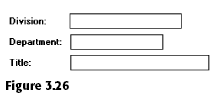 Division:
Department:
Title:
Figure 3.26